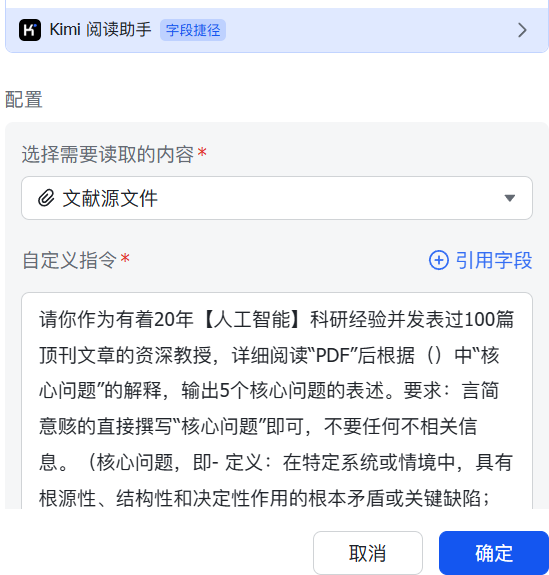 Kimi 阅读助手 字段捷径
配置
选择需要读取的内容*
文献源文件
自定义指令* 引用字段
请你作为有着20年【人工智能】科研经验并发表过100篇
顶刊文章的资深教授，详细阅读“PDF”后根据（）中“核
心问题”的解释，输出5个核心问题的表述。要求：言简
意赅的直接撰写“核心问题”即可，不要任何不相关信
息。（核心问题，即- 定义：在特定系统或情境中，具有
根源性、结构性和决定性作用的根本矛盾或关键缺陷；
取消 确定